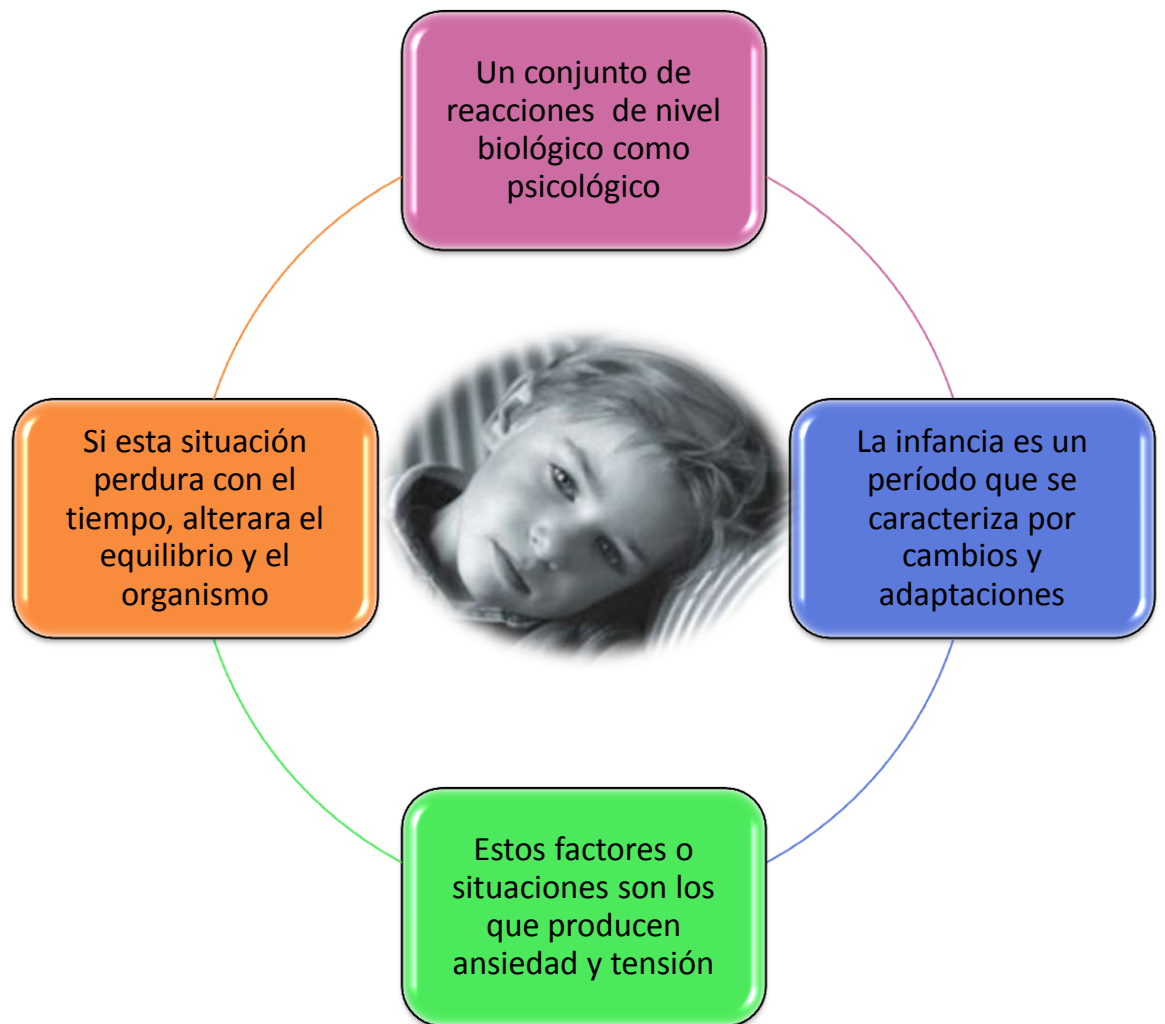 Un conjunto de
reacciones  de nivel
biológico como
psicológico
La infancia es un
período que se
caracteriza por
cambios y
adaptaciones
Estos factores o
situaciones son los
que producen
ansiedad y tensión
Si esta situación
perdura con el
tiempo, alterara el
equilibrio y el
organismo